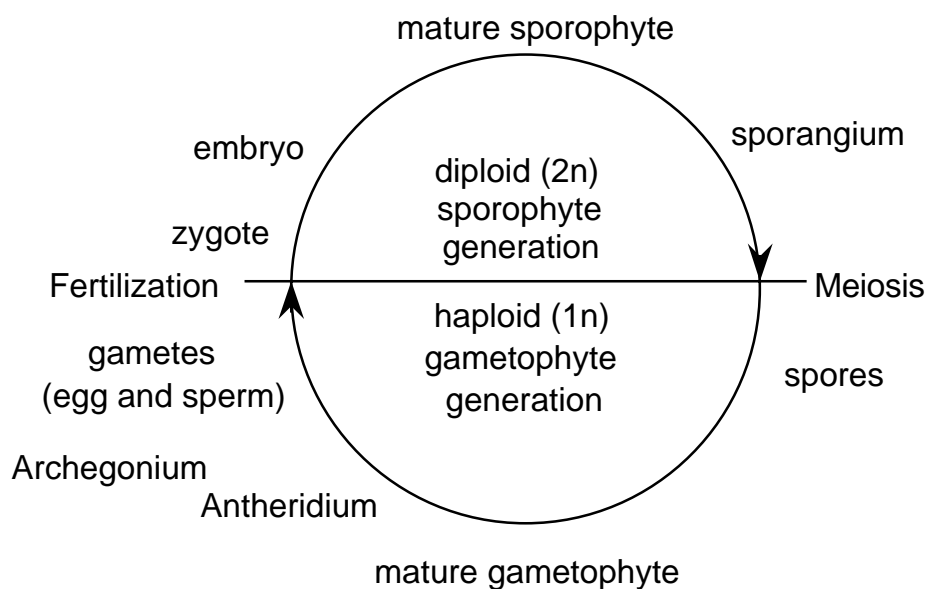 mature sporophyte
embryo
sporangium
diploid (2n)
sporophyte
generation
zygote
Fertilization
Meiosis
haploid (1n)
gametophyte
generation
gametes
(egg and sperm)
spores
Archegonium
Antheridium
mature gametophyte